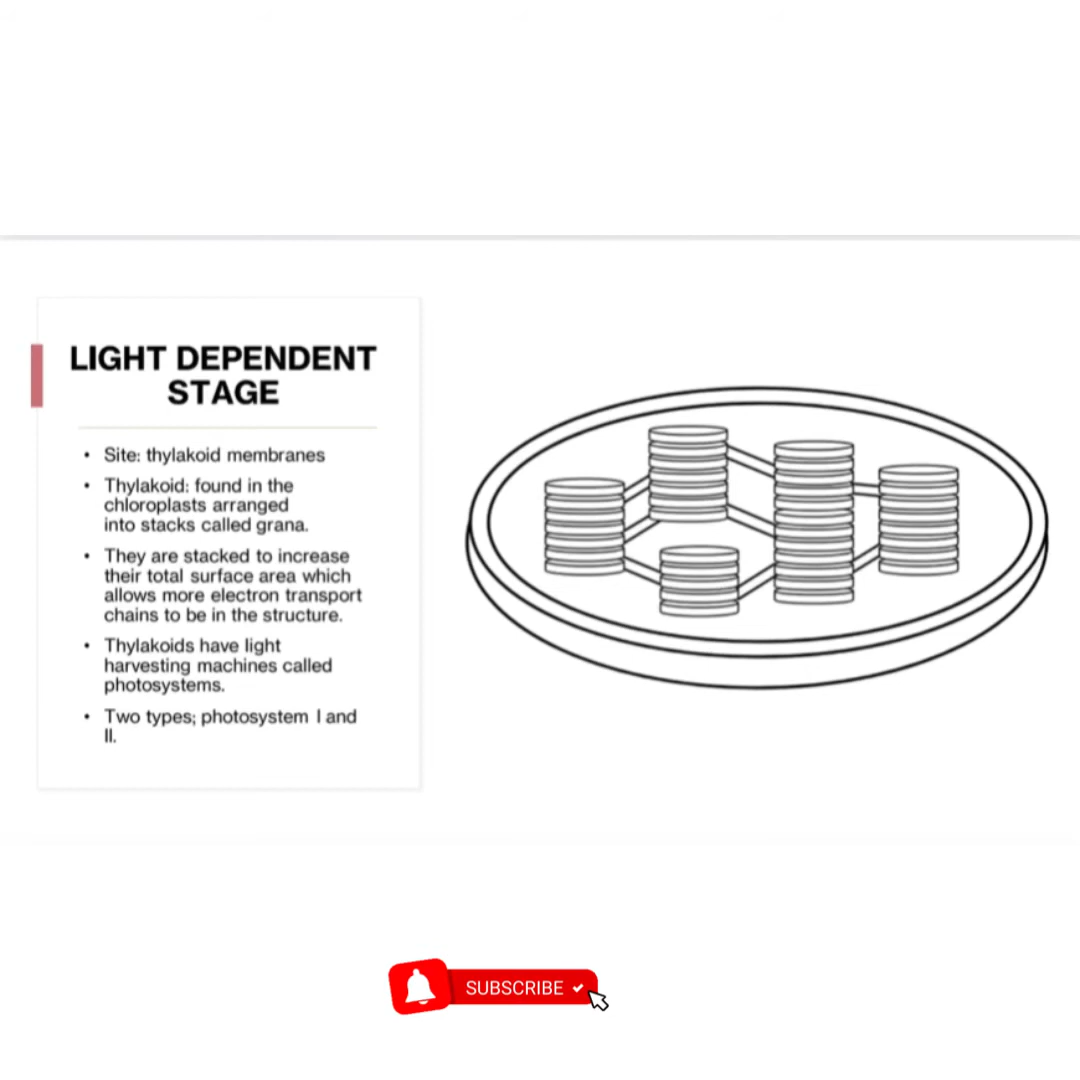 LIGHT DEPENDENT
STAGE
• Site: thylakoid membranes
• Thylakoid: found in the
chloroplasts arranged
into stacks called grana.
• They are stacked to increase
their total surface area which
allows more electron transport
chains to be in the structure.
• Thylakoids have light
harvesting machines called
photosystems.
• Two types; photosystem I and
II.
SUBSCRIBE